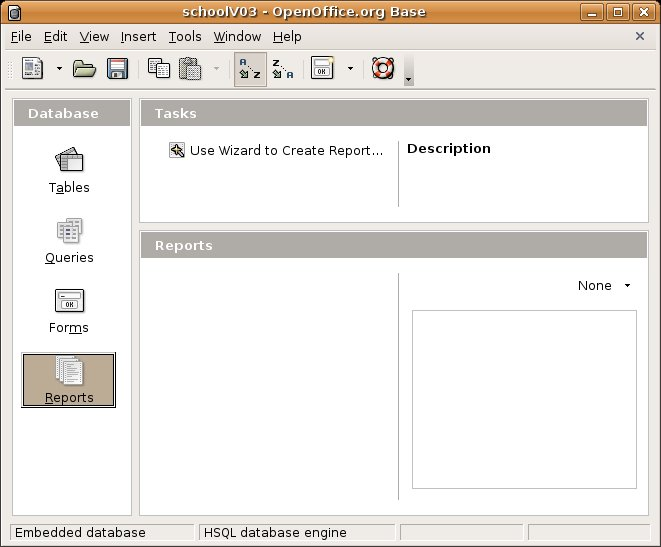 schoolV03 - OpenOffice.org Base
File Edit View Insert Tools Window Help
Database
Tables
Queries
Forms
Reports
Tasks
Use Wizard to Create Report...
Description
Reports
None
Embedded database
HSQL database engine